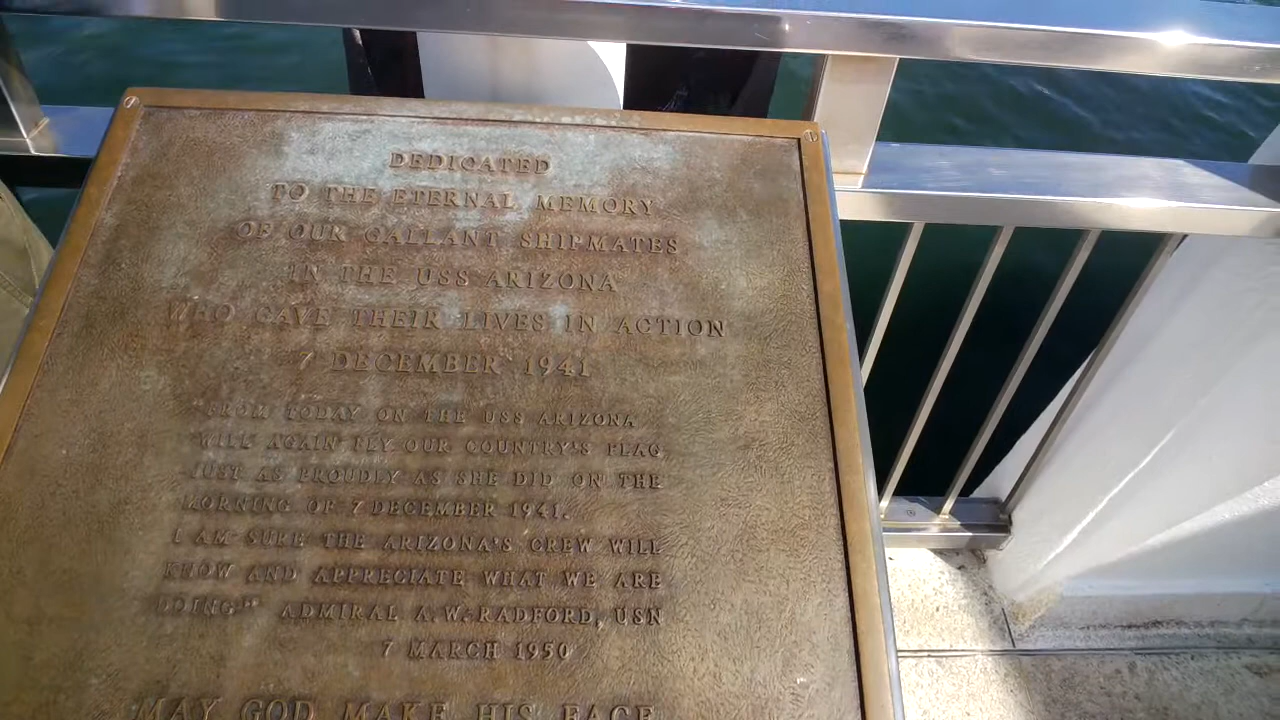 DEDICATED
TO THE ETERNAL MEMORY
OF OUR GALLANT SHIPMATES
IN THE USS ARIZONA
WHO GAVE THEIR LIVES IN ACTION
7 DECEMBER 1941
"FROM TODAY ON THE USS ARIZONA
WILL AGAIN FLY OUR COUNTRY'S FLAG
JUST AS PROUDLY AS SHE DID ON THE
MORNING OF 7 DECEMBER 1941.
I AM SURE THE ARIZONA'S CREW WILL
KNOW AND APPRECIATE WHAT WE ARE
DOING" ADMIRAL A.W. RADFORD, USN
7 MARCH 1950
MAY GOD MAKE HIS FACE